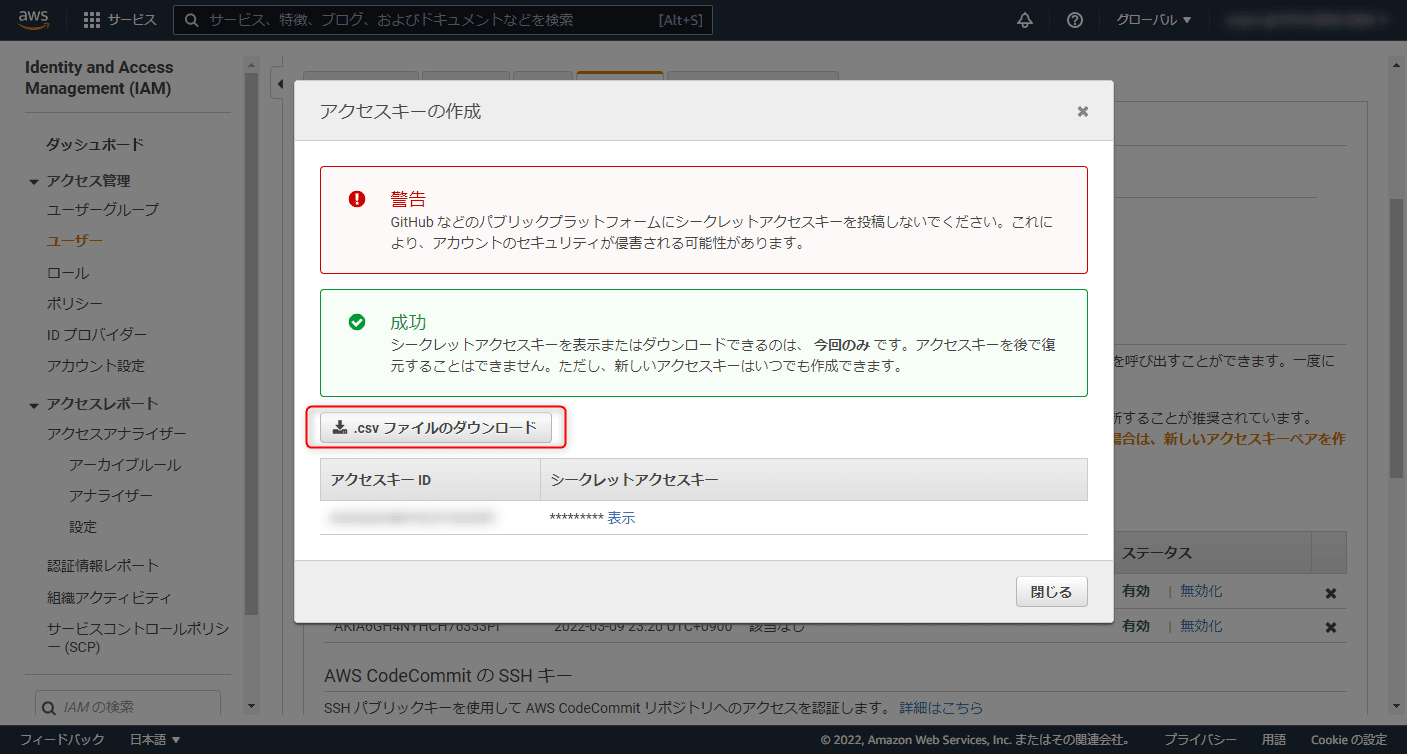 aws
サービス
サービス、特徴、ブログ、およびドキュメントなどを検索
[Alt+S]
グローバル ▼
Identity and Access
Management (IAM)
ダッシュボード
アクセス管理
ユーザーグループ
ユーザー
ロール
ポリシー
ID プロバイダー
アカウント設定
アクセスレポート
アクセスアナライザー
アーカイブルール
アナライザー
設定
認証情報レポート
組織アクティビティ
サービスコントロールポリシ
ー (SCP)
IAM の検索
アクセスキーの作成
警告
GitHub などのパブリックプラットフォームにシークレットアクセスキーを投稿しないでください。これに
より、アカウントのセキュリティが侵害される可能性があります。
成功
シークレットアクセスキーを表示またはダウンロードできるのは、 今回のみ です。アクセスキーを後で復
元することはできません。ただし、新しいアクセスキーはいつでも作成できます。
.csv ファイルのダウンロード
アクセスキー ID
シークレットアクセスキー
********* 表示
閉じる
を呼び出すことができます。一度に
することが推奨されています。
場合は、新しいアクセスキーペアを作
ステータス
有効 | 無効化
2022-03-09 23:20 UTC+0900 該当なし
有効 | 無効化
AWS CodeCommit の SSH キー
SSH パブリックキーを使用して AWS CodeCommit リポジトリへのアクセスを認証します。 詳細はこちら
フィードバック
日本語 ▼
© 2022, Amazon Web Services, Inc. またはその関連会社。
プライバシー
用語
Cookie の設定